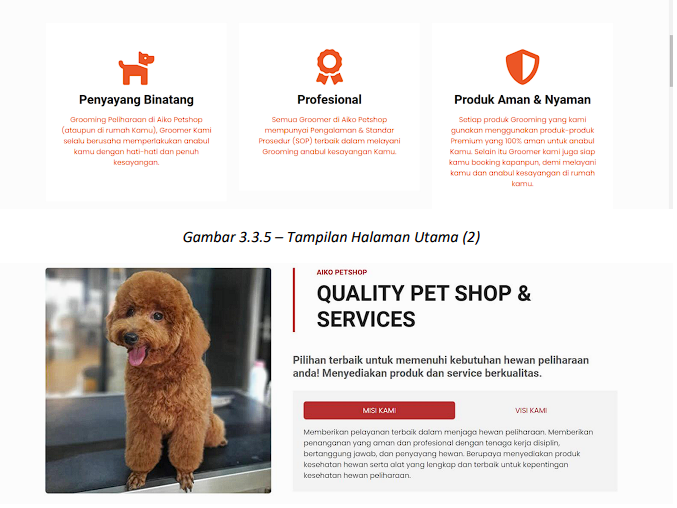 Penyayang Binatang
Grooming Peliharaan di Aiko Petshop
(ataupun di rumah Kamu), Groomer Kami
selalu berusaha memperlakukan anabul
kamu dengan hati-hati dan penuh
kesayangan.
Profesional
Semua Groomer di Aiko Petshop
mempunyai Pengalaman & Standar
Prosedur (SOP) terbaik dalam melayani
Grooming anabul kesayangan Kamu.
Produk Aman & Nyaman
Setiap produk Grooming yang kami
gunakan menggunakan produk-produk
Premium yang 100% aman untuk anabul
Kamu. Selain itu Groomer kami juga siap
kamu booking kapanpun, demi melayani
kamu dan anabul kesayangan di rumah
kamu.
Gambar 3.3.5 – Tampilan Halaman Utama (2)
AIKO PETSHOP
QUALITY PET SHOP &
SERVICES
Pilihan terbaik untuk memenuhi kebutuhan hewan peliharaan
anda! Menyediakan produk dan service berkualitas.
MISI KAMI
VISI KAMI
Memberikan pelayanan terbaik dalam menjaga hewan peliharaan. Memberikan
penanganan yang aman dan profesional dengan tenaga kerja disiplin,
bertanggung jawab, dan penyayang hewan. Berupaya menyediakan produk
kesehatan hewan serta alat yang lengkap dan terbaik untuk kepentingan
kesehatan hewan peliharaan.